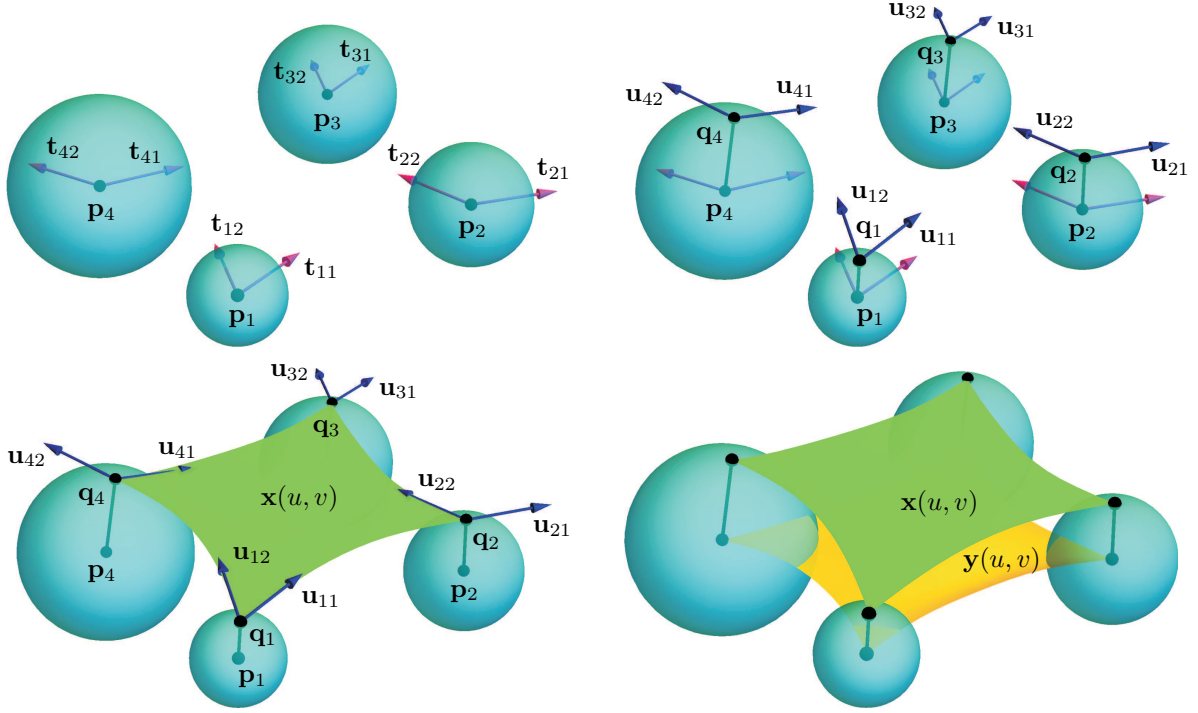 t₃₁
t₃₂
p₃
t₄₂
t₄₁
p₄
t₂₂
t₂₁
p₂
t₁₂
t₁₁
p₁
u₃₂
u₃₁
q₃
p₃
u₄₂
u₄₁
q₄
p₄
u₂₂
u₂₁
q₂
p₂
u₁₂
q₁
u₁₁
p₁
u₃₂
u₃₁
q₃
u₄₂
u₄₁
q₄
p₄
x(u, v)
u₂₂
u₂₁
q₂
p₂
u₁₂
u₁₁
q₁
p₁
x(u, v)
y(u, v)